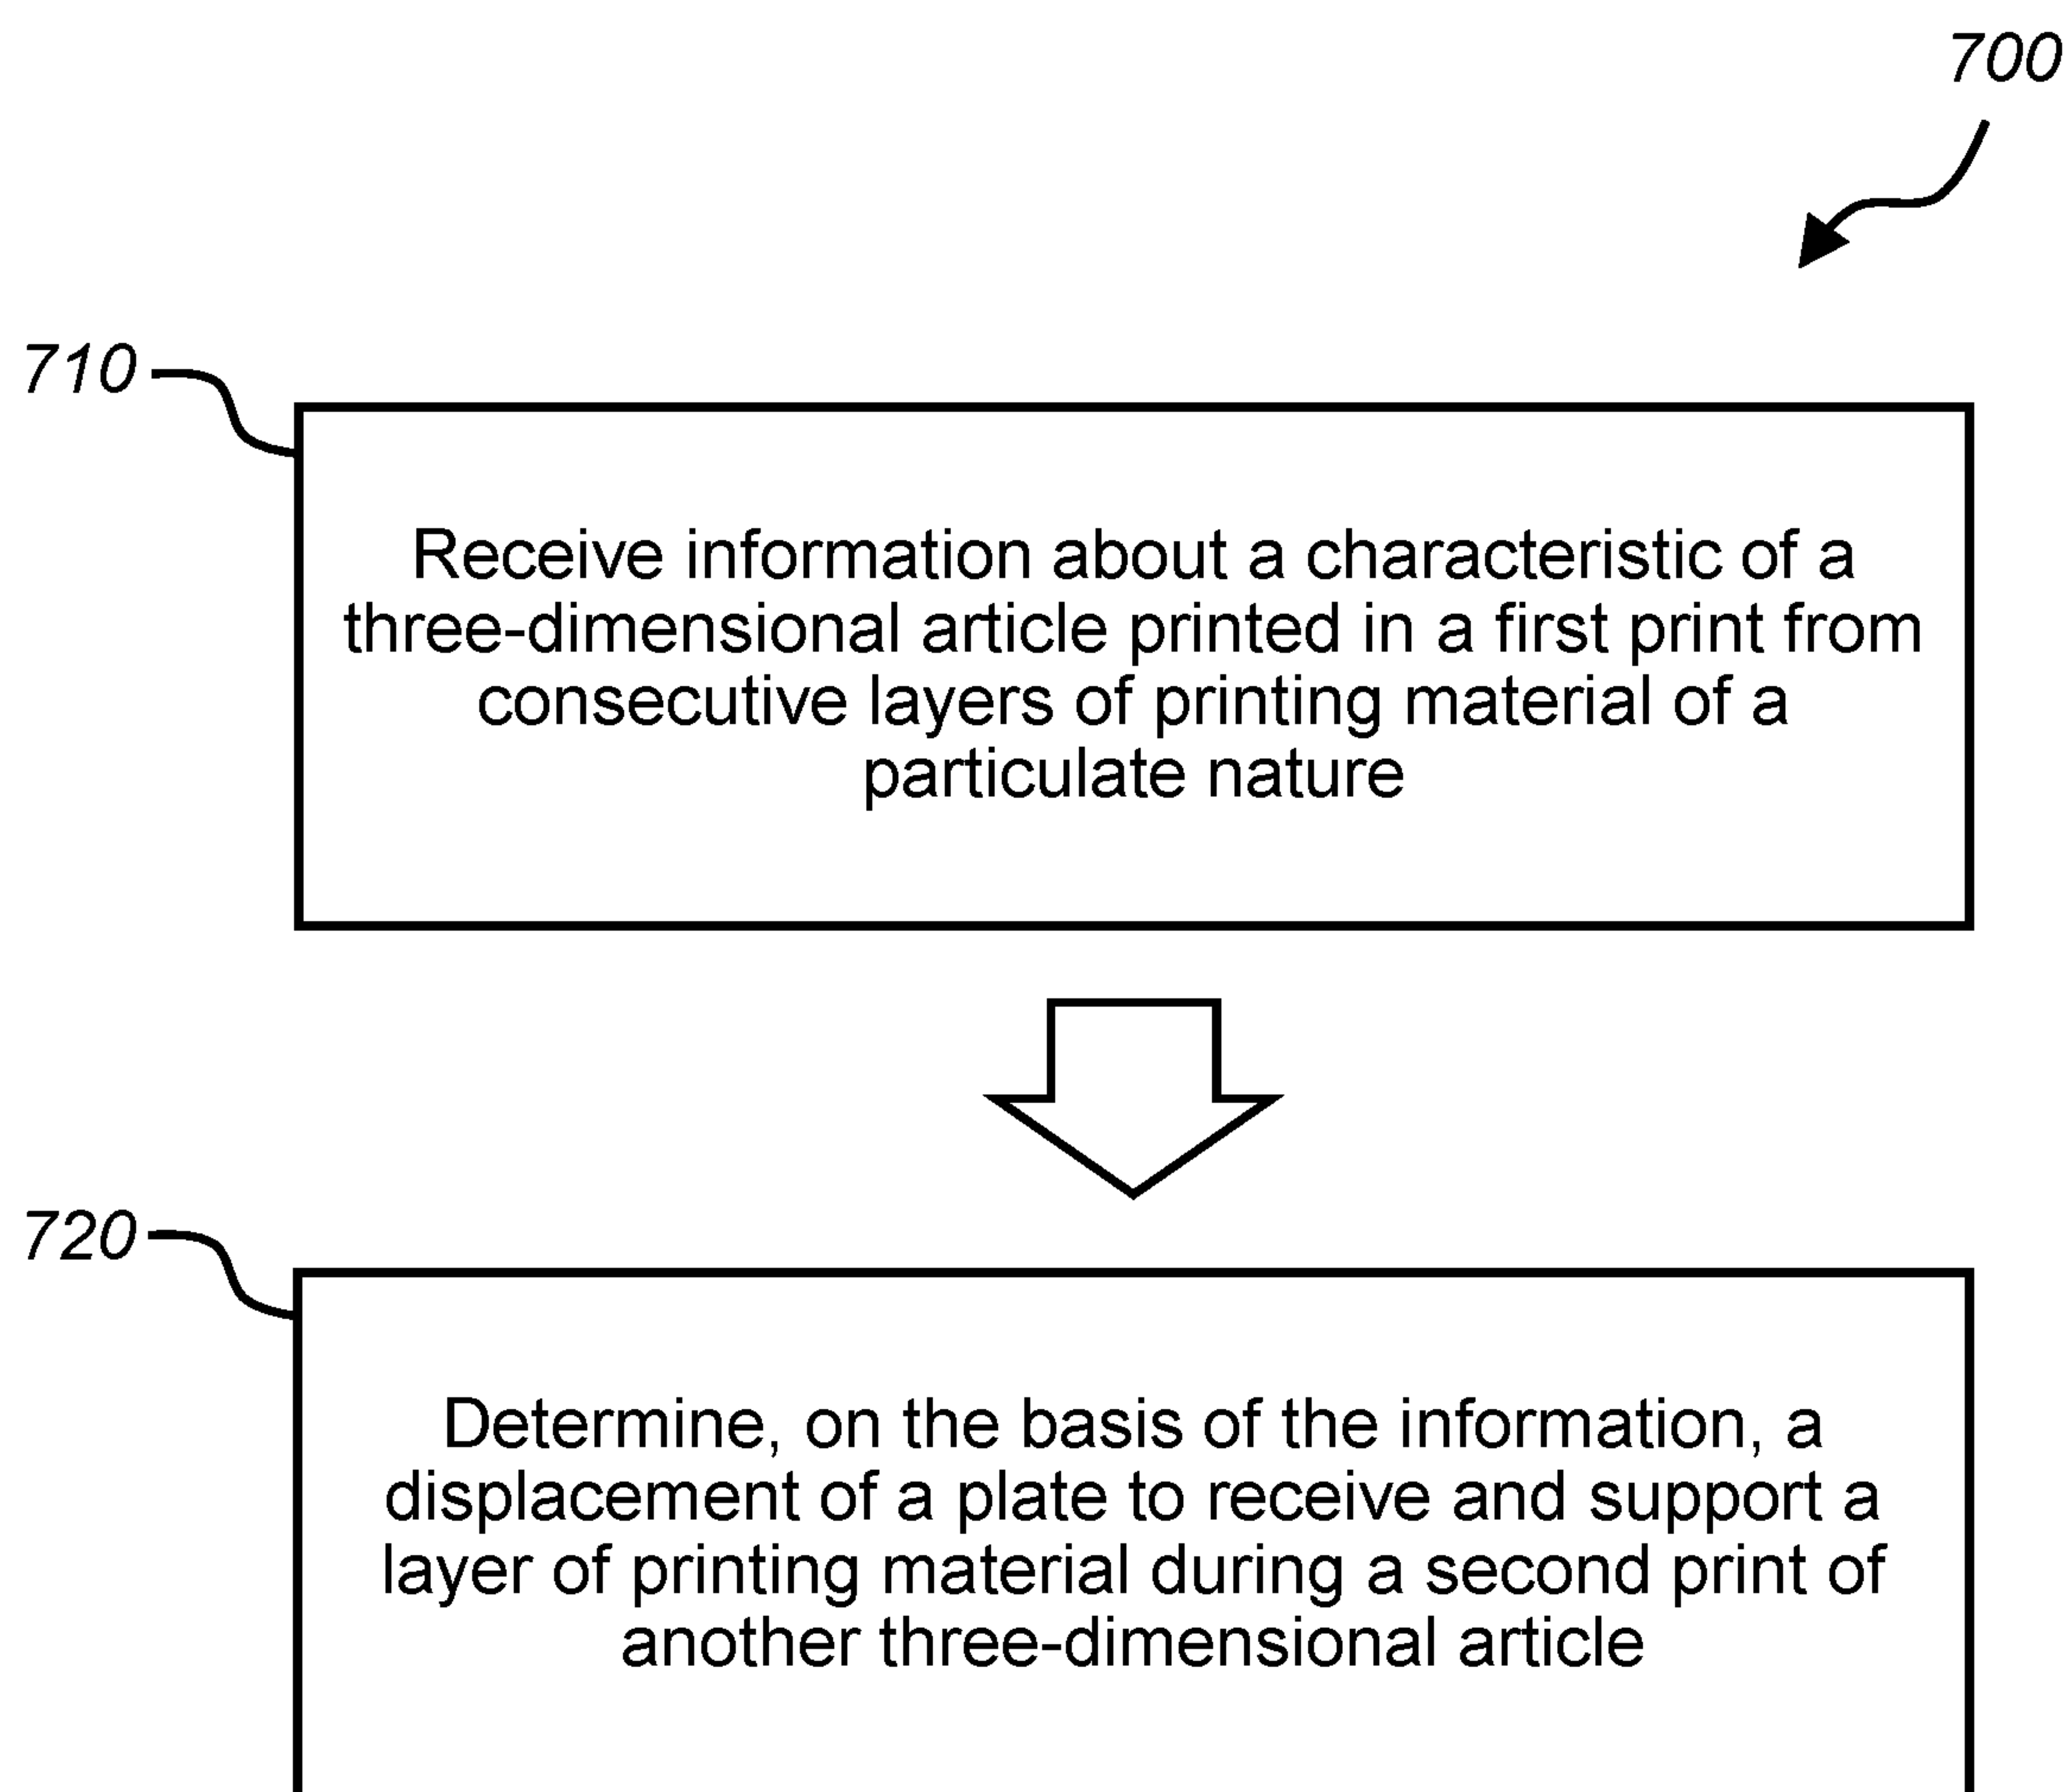 700
710
Receive information about a characteristic of a
three-dimensional article printed in a first print from
consecutive layers of printing material of a
particulate nature
720
Determine, on the basis of the information, a
displacement of a plate to receive and support a
layer of printing material during a second print of
another three-dimensional article